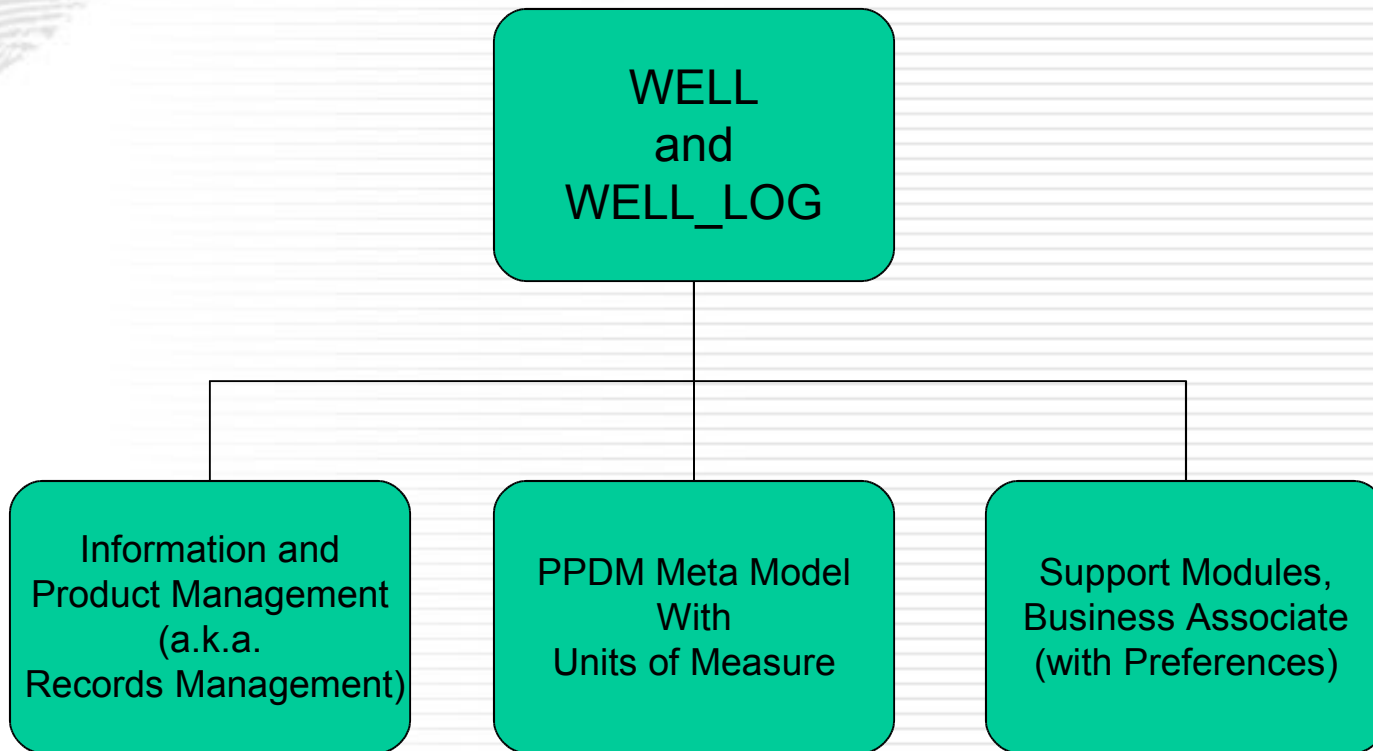 WELL
and
WELL_LOG
Information and
Product Management
(a.k.a.
Records Management)
PPDM Meta Model
With
Units of Measure
Support Modules,
Business Associate
(with Preferences)